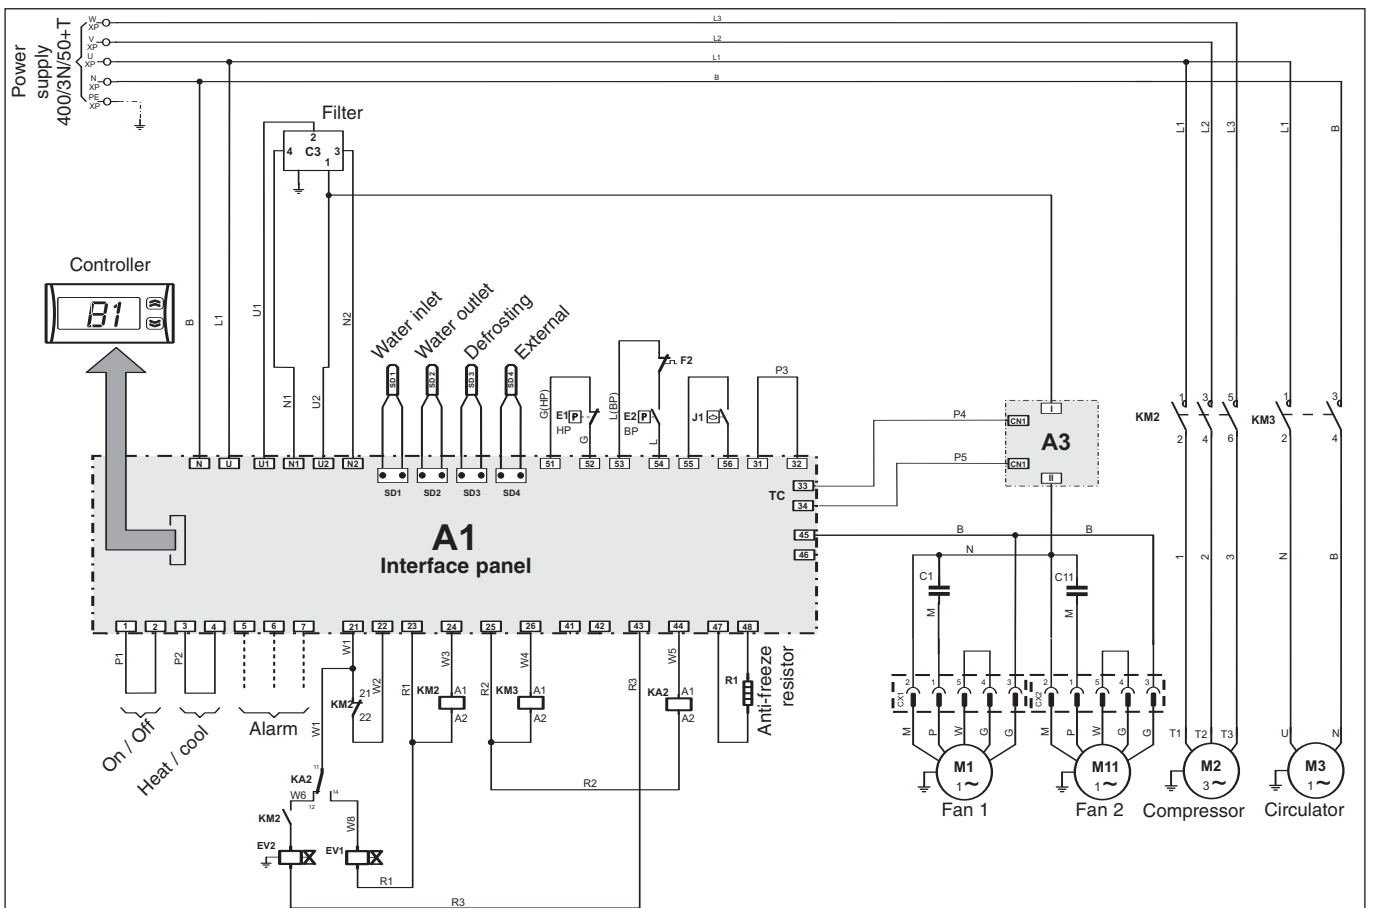 Power supply 400/3N/50+T
W XP
V XP
U XP
N XP
PE XP
L3
L2
L1
B
Filter
2
4 C3 3
1
Controller
B1
B
L1
U1
N1
U2
N2
Water inlet
Water outlet
Defrosting
External
SD1
SD2
SD3
SD4
G(HP)
E1 P
HP
G
L(BP)
F2
E2 P
BP
L
J1
P3
P4
P5
I
CN1
A3
CN1
II
L1
L2
L3
L1
B
KM2
1 3 5
2 4 6
KM3
1 3
2 4
N U U1 N1 U2 N2
SD1 SD2 SD3 SD4
51 52 53 54 55 56 31 32
TC
33
34
45
46
A1
Interface panel
1 2 3 4 5 6 7 21 22 23 24 25 26 41 42 43 44 47 48
B
B
N
C1
M
C11
M
1
2
3
N
B
P1
P2
On / Off
Heat / cool
Alarm
W1
KM2
21
22
W2
R1
W3
KM2
A1
A2
R2
W4
KM3
A1
A2
R3
W5
KA2
A1
A2
R1
Anti-freeze resistor
W1
KA2
11
12
14
W6
KM2
W8
EV2
EV1
R1
R2
R3
CX1
2 1 5 4 3
CX2
2 1 5 4 3
M P W G G
M P W G G
T1 T2 T3
U N
M1
1 ~
Fan 1
M11
1 ~
Fan 2
M2
3 ~
Compressor
M3
1 ~
Circulator